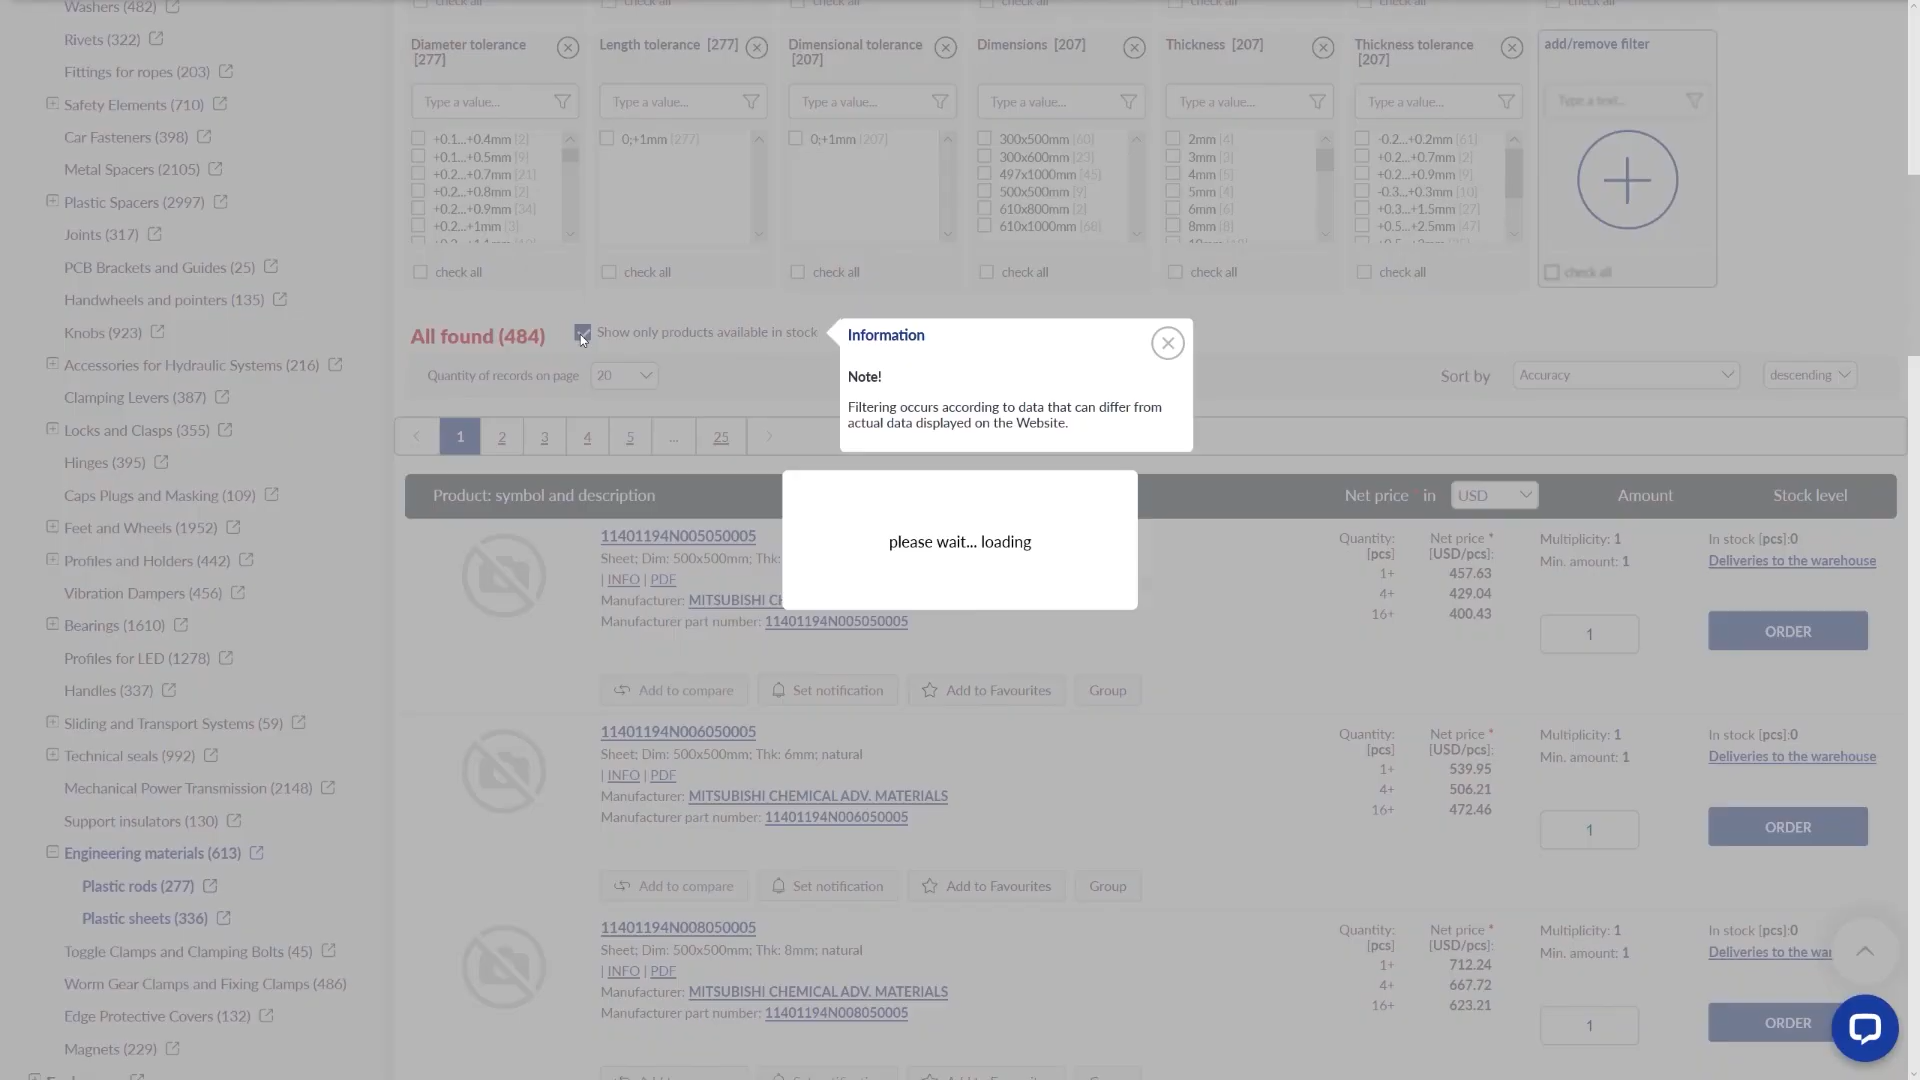 Washers (482)
Rivets (322)
Fittings for ropes (203)
Safety Elements (710)
Car Fasteners (398)
Metal Spacers (2105)
Plastic Spacers (2997)
Joints (317)
PCB Brackets and Guides (25)
Handwheels and pointers (135)
Knobs (923)
Accessories for Hydraulic Systems (216)
Clamping Levers (387)
Locks and Clasps (355)
Hinges (395)
Caps Plugs and Masking (109)
Feet and Wheels (1952)
Profiles and Holders (442)
Vibration Dampers (456)
Bearings (1610)
Profiles for LED (1278)
Handles (337)
Sliding and Transport Systems (59)
Technical seals (992)
Mechanical Power Transmission (2148)
Support insulators (130)
Engineering materials (613)
Plastic rods (277)
Plastic sheets (336)
Toggle Clamps and Clamping Bolts (45)
Worm Gear Clamps and Fixing Clamps (486)
Edge Protective Covers (132)
Magnets (229)
Diameter tolerance [277]
Type a value...
+0.1...+0.4mm [2]
+0.1...+0.5mm [9]
+0.2...+0.7mm [21]
+0.2...+0.8mm [2]
+0.2...+0.9mm [34]
+0.2...+1mm [3]
check all
Length tolerance [277]
Type a value...
0;+1mm [277]
check all
Dimensional tolerance [207]
Type a value...
0;+1mm [207]
check all
Dimensions [207]
Type a value...
300x500mm [60]
300x600mm [23]
497x1000mm [45]
500x500mm [9]
610x800mm [2]
610x1000mm [68]
check all
Thickness [207]
Type a value...
2mm [4]
3mm [3]
4mm [5]
5mm [4]
6mm [6]
8mm [8]
check all
Thickness tolerance [207]
Type a value...
-0.2...+0.2mm [61]
+0.2...+0.7mm [2]
+0.2...+0.9mm [9]
-0.3...+0.3mm [10]
+0.3...+1.5mm [27]
+0.5...+2.5mm [47]
check all
add/remove filter
Type a text...
check all
All found (484)
Show only products available in stock
Information
Note!
Filtering occurs according to data that can differ from
actual data displayed on the Website.
Quantity of records on page 20
Sort by Accuracy descending
1 2 3 4 5 ... 25
Product: symbol and description Net price in USD Amount Stock level
please wait... loading
11401194N005050005
Sheet; Dim: 500x500mm; Thk:
| INFO | PDF
Manufacturer: MITSUBISHI
Manufacturer part number: 11401194N005050005
Quantity: [pcs] Net price [USD/pcs]:
1+ 457.63
4+ 429.04
16+ 400.43
Multiplicity: 1
Min. amount: 1
1
In stock [pcs]:0
Deliveries to the warehouse
ORDER
Add to compare Set notification Add to Favourites Group
11401194N006050005
Sheet; Dim: 500x500mm; Thk: 6mm; natural
| INFO | PDF
Manufacturer: MITSUBISHI CHEMICAL ADV. MATERIALS
Manufacturer part number: 11401194N006050005
Quantity: [pcs] Net price * [USD/pcs]:
1+ 539.95
4+ 506.21
16+ 472.46
Multiplicity: 1
Min. amount: 1
1
In stock [pcs]:0
Deliveries to the warehouse
ORDER
Add to compare Set notification Add to Favourites Group
11401194N008050005
Sheet; Dim: 500x500mm; Thk: 8mm; natural
| INFO | PDF
Manufacturer: MITSUBISHI CHEMICAL ADV. MATERIALS
Manufacturer part number: 11401194N008050005
Quantity: [pcs] Net price * [USD/pcs]:
1+ 712.24
4+ 667.72
16+ 623.21
Multiplicity: 1
Min. amount: 1
1
In stock [pcs]:0
Deliveries to the
ORDER